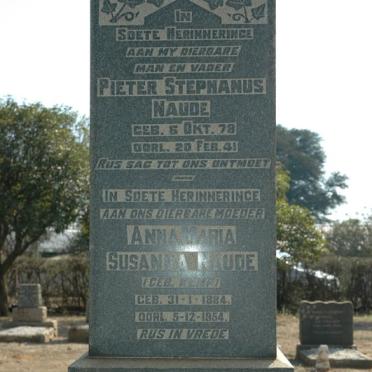 IN
SOETE HERINNERINGE
AAN MY DIERBARE
MAN EN VADER
PIETER STEPHANUS
NAUDE
GEB. 6 OKT. 78
OORL. 20 FEB. 41
RUS SAG TOT ONS ONTMOET
IN SOETE HERINNERINGE
AAN ONS DIERBARE MOEDER
ANNA MARIA
SUSANNA NAUDE
(GEB.
GEB. 31-1-1884.
OORL. 5-12-1954.
RUS IN VREDE